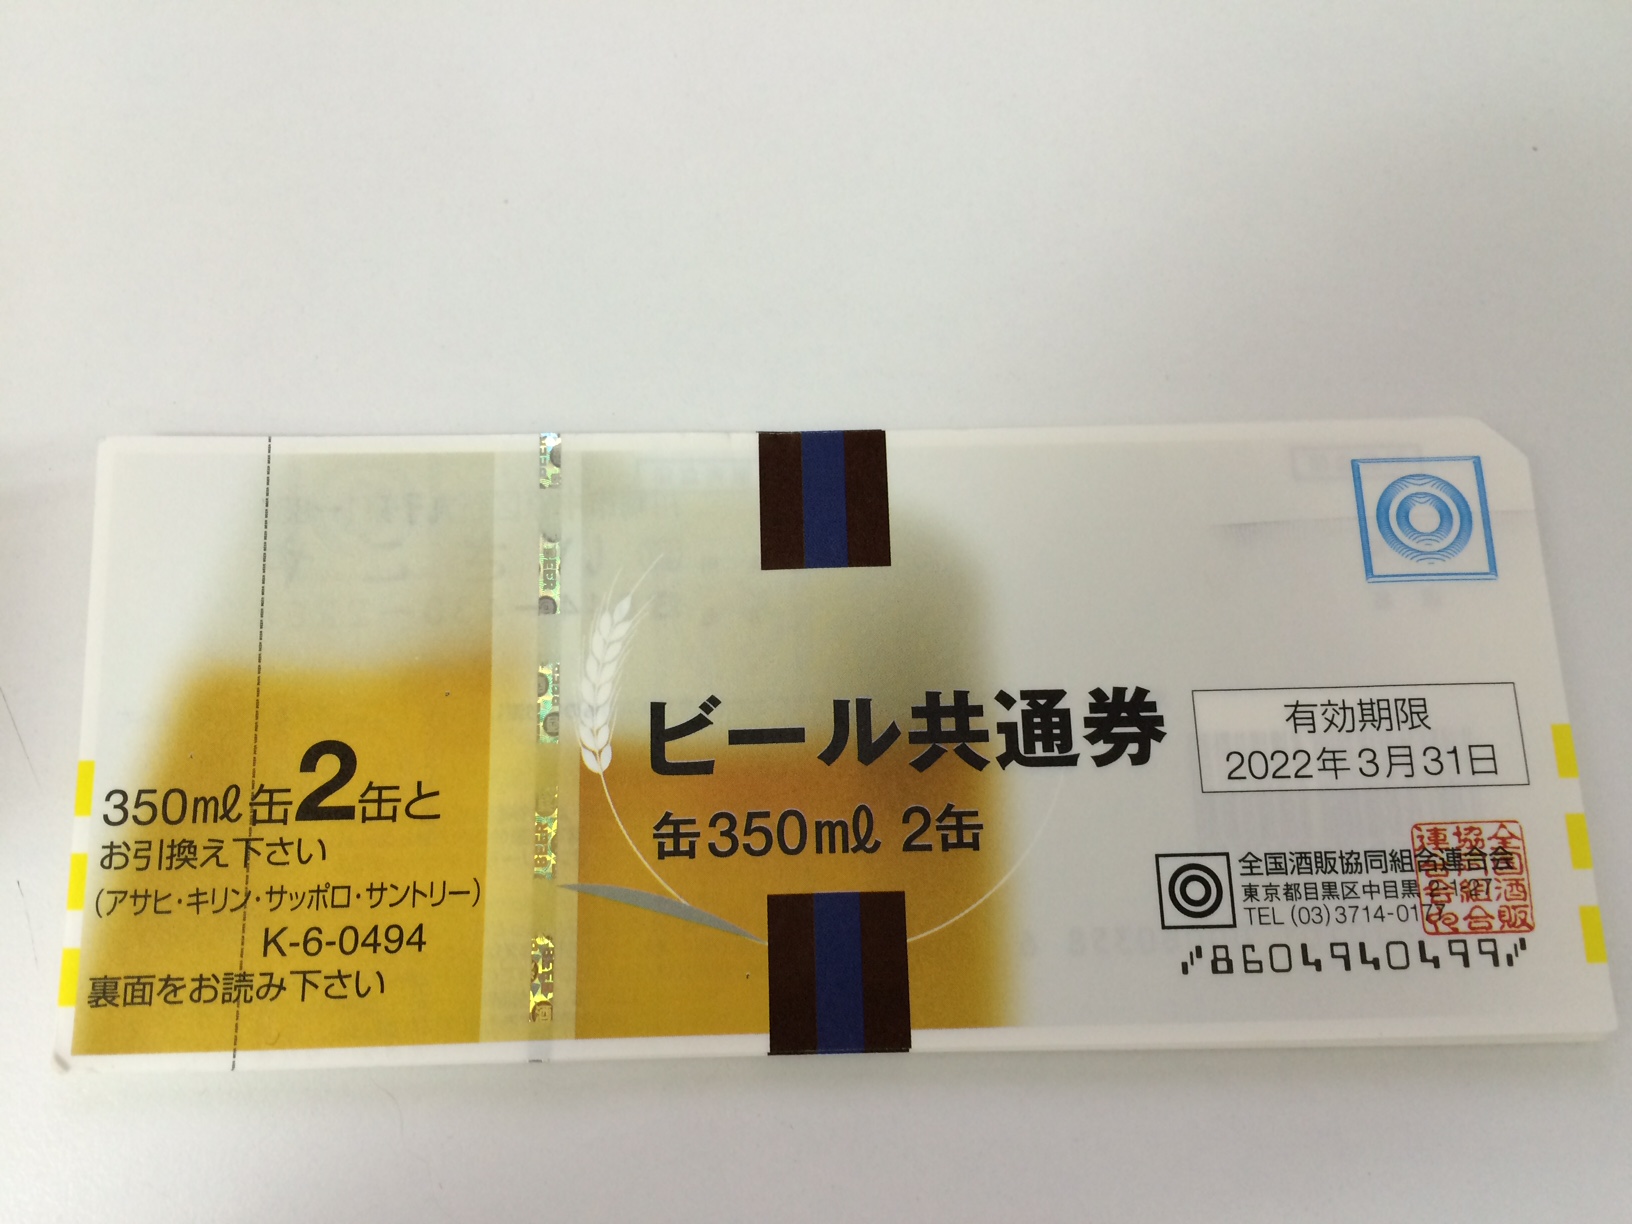 350ml缶2缶と
お引換え下さい
(アサヒ・キリン・サッポロ・サントリー)
K-6-0494
裏面をお読み下さい
ビール共通券
缶350ml 2缶
有効期限
2022年3月31日
全国酒販協同組合連合会
東京都目黒区中目黒2-1-27
TEL (03)3714-0177
8604940499